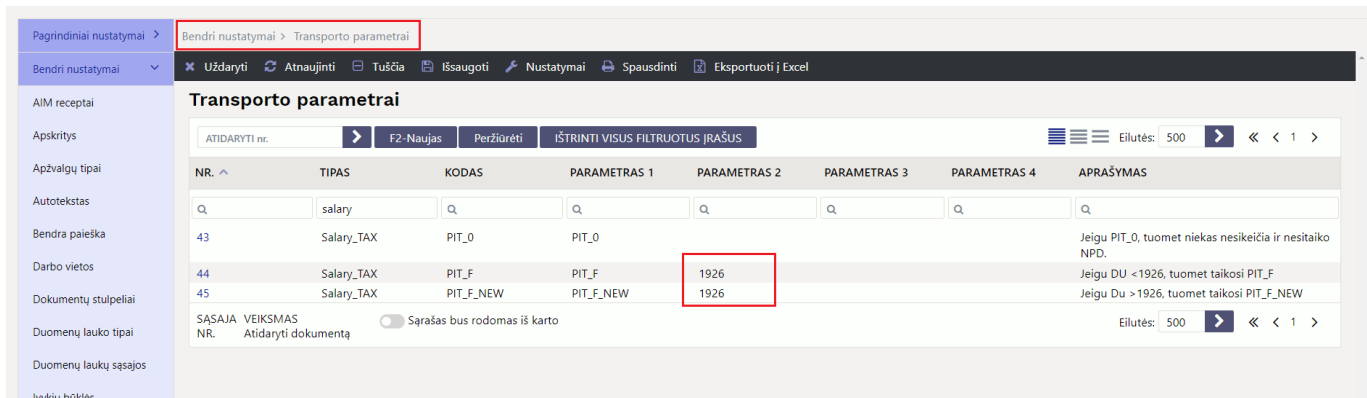 Pagrindiniai nustatymai >
Bendri nustatymai > Transporto parametrai
Bendri nustatymai
Uždaryti Atnaujinti Tuščia Išsaugoti Nustatymai Spausdinti Eksportuoti į Excel
AIM receptai
Transporto parametrai
Apskritys
ATIDARYTI nr. F2-Naujas Peržiūrėti IŠTRINTI VISUS FILTRUOTUS ĮRAŠUS Eilutės: 500 1
Apžvalgų tipai
NR. TIPAS KODAS PARAMETRAS 1 PARAMETRAS 2 PARAMETRAS 3 PARAMETRAS 4 APRAŠYMAS
Autotekstas
salary
Bendra paieška
43 Salary_TAX PIT_0 PIT_0 Jeigu PIT_0, tuomet niekas nesikeičia ir nesitaiko
NPD.
Darbo vietos
44 Salary_TAX PIT_F PIT_F 1926 Jeigu DU <1926, tuomet taikosi PIT_F
45 Salary_TAX PIT_F_NEW PIT_F_NEW 1926 Jeigu Du >1926, tuomet taikosi PIT_F_NEW
Dokumentų stulpeliai
SĄSAJA VEIKSMAS Sąrašas bus rodomas iš karto Eilutės: 500 1
NR. Atidaryti dokumentą
Duomenų lauko tipai
Duomenų laukų sąsajos
Įvykių būklės